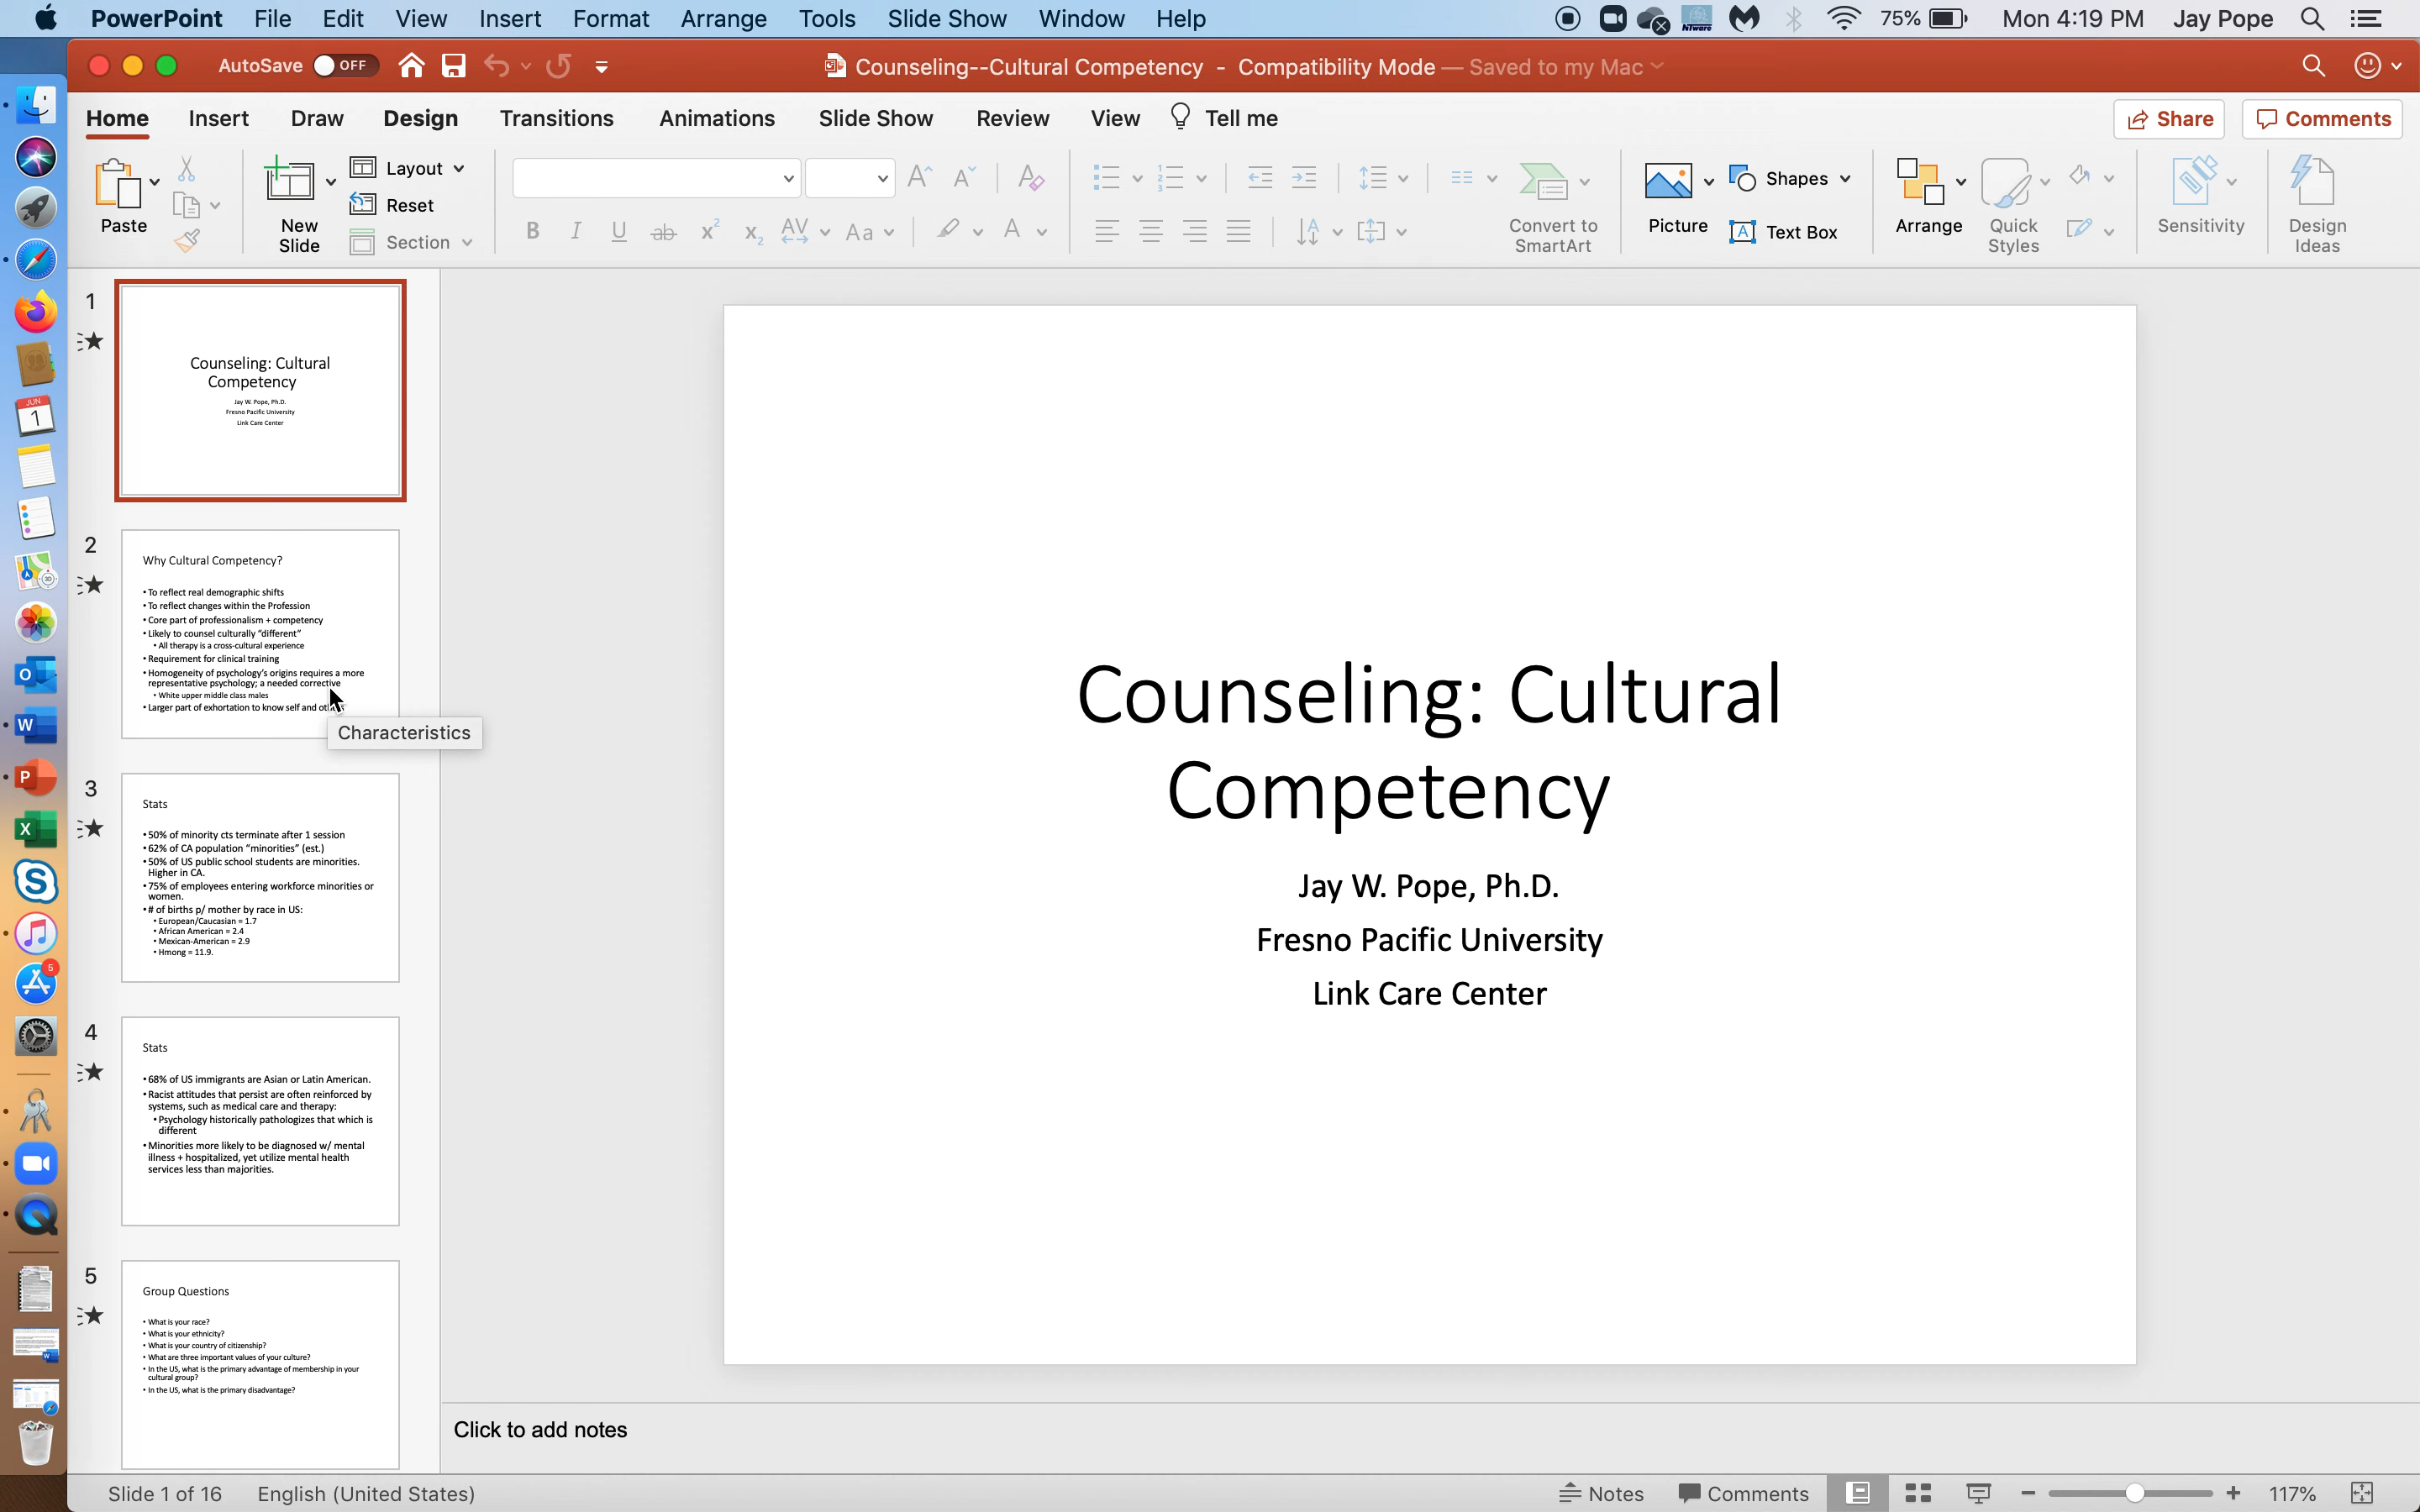 PowerPoint File Edit View Insert Format Arrange Tools Slide Show Window Help NTware 75% Mon 4:19 PM Jay Pope
AutoSave OFF Counseling--Cultural Competency - Compatibility Mode — Saved to my Mac
Home Insert Draw Design Transitions Animations Slide Show Review View Tell me Share Comments
Paste
New Slide
Layout
Reset
Section
Convert to SmartArt
Picture
Shapes
Text Box
Arrange
Quick Styles
Sensitivity
Design Ideas
1
Counseling: Cultural
Competency
Jay W. Pope, Ph.D.
Fresno Pacific University
Link Care Center
2
Why Cultural Competency?
• To reflect real demographic shifts
• To reflect changes within the Profession
• Core part of professionalism + competency
• Likely to counsel culturally "different"
• All therapy is a cross-cultural experience
• Requirement for clinical training
• Homogeneity of psychology's origins requires a more
representative psychology; a needed corrective
• White upper middle class males
• Larger part of exhortation to know self and
Characteristics
3
Stats
• 50% of minority cts terminate after 1 session
• 62% of CA population "minorities" (est.)
• 50% of US public school students are minorities.
Higher in CA.
• 75% of employees entering workforce minorities or
women.
• # of births p/ mother by race in US:
• European/Caucasian = 1.7
• African American = 2.4
• Mexican-American = 2.9
• Hmong = 11.9.
4
Stats
• 68% of US immigrants are Asian or Latin American.
• Racist attitudes that persist are often reinforced by
systems, such as medical care and therapy:
• Psychology historically pathologizes that which is
different
• Minorities more likely to be diagnosed w/ mental
illness + hospitalized, yet utilize mental health
services less than majorities.
5
Group Questions
• What is your race?
• What is your ethnicity?
• What is your country of citizenship?
• What are three important values of your culture?
• In the US, what is the primary advantage of membership in your
cultural group?
• In the US, what is the primary disadvantage?
Counseling: Cultural
Competency
Jay W. Pope, Ph.D.
Fresno Pacific University
Link Care Center
Click to add notes
Slide 1 of 16 English (United States) Notes Comments 117%
JUN
1
5